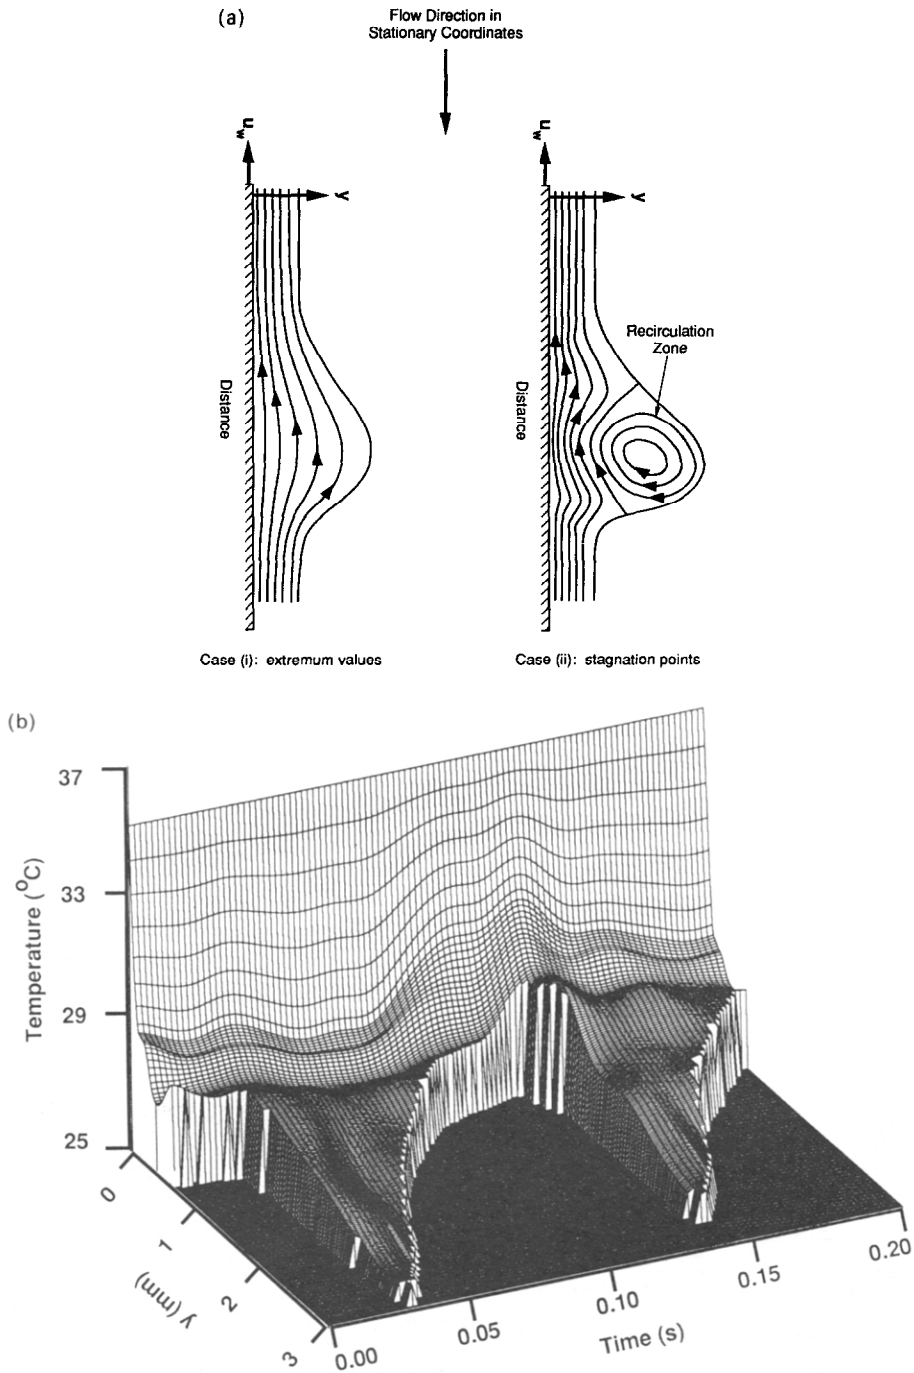 (a)
Flow Direction in
Stationary Coordinates
u_w
y
Distance
u_w
y
Recirculation
Zone
Distance
Case (i): extremum values
Case (ii): stagnation points
(b)
37
33
29
25
Temperature (°C)
0
1
2
3
y (mm)
0.00
0.05
0.10
0.15
0.20
Time (s)